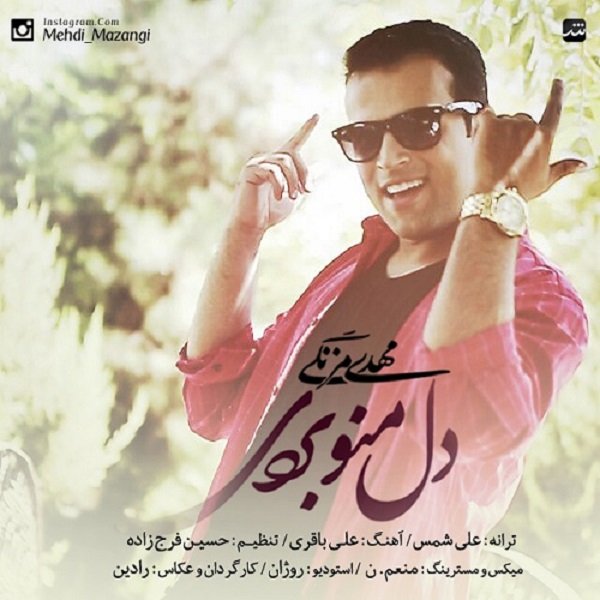 Instagram.Com
Mehdi_Mazangi
مهدی مزنگی
دل منو بردی
ترانه: علی شمس / آهنگ: علی باقری / تنظیم: حسین فرج زاده
میکس و مسترینگ: منعم.ن / استودیو: روژان / کارگردان و عکاس: رادین